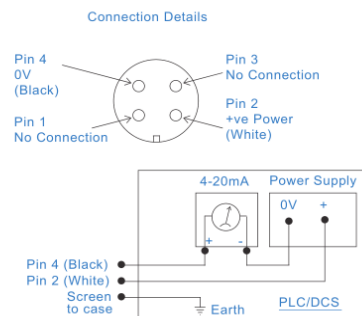 Connection Details
Pin 4
0V
(Black)
Pin 3
No Connection
Pin 1
No Connection
Pin 2
+ve Power
(White)
4-20mA
Power Supply
0V +
+ -
Pin 4 (Black)
Pin 2 (White)
Screen
to case
Earth
PLC/DCS